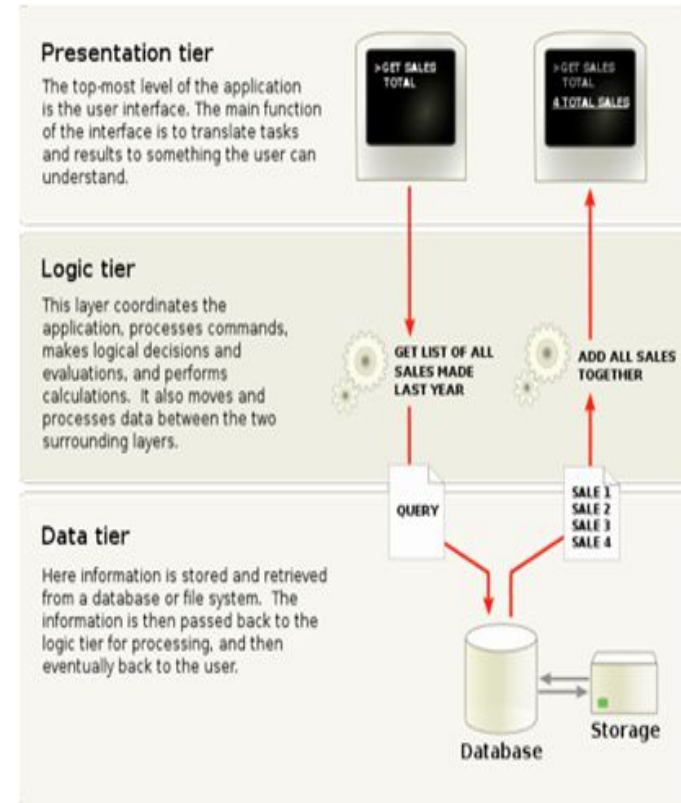 Presentation tier
The top-most level of the application
is the user interface. The main function
of the interface is to translate tasks
and results to something the user can
understand.
>GET SALES
TOTAL
>GET SALES
TOTAL
4 TOTAL SALES
Logic tier
This layer coordinates the
application, processes commands,
makes logical decisions and
evaluations, and performs
calculations. It also moves and
processes data between the two
surrounding layers.
GET LIST OF ALL
SALES MADE
LAST YEAR
ADD ALL SALES
TOGETHER
QUERY
SALE 1
SALE 2
SALE 3
SALE 4
Data tier
Here information is stored and retrieved
from a database or file system. The
information is then passed back to the
logic tier for processing, and then
eventually back to the user.
Database
Storage